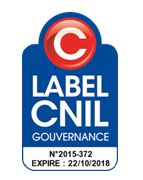 C
LABEL
CNIL
GOUVERNANCE
N°2015-372
EXPIRE : 22/10/2018